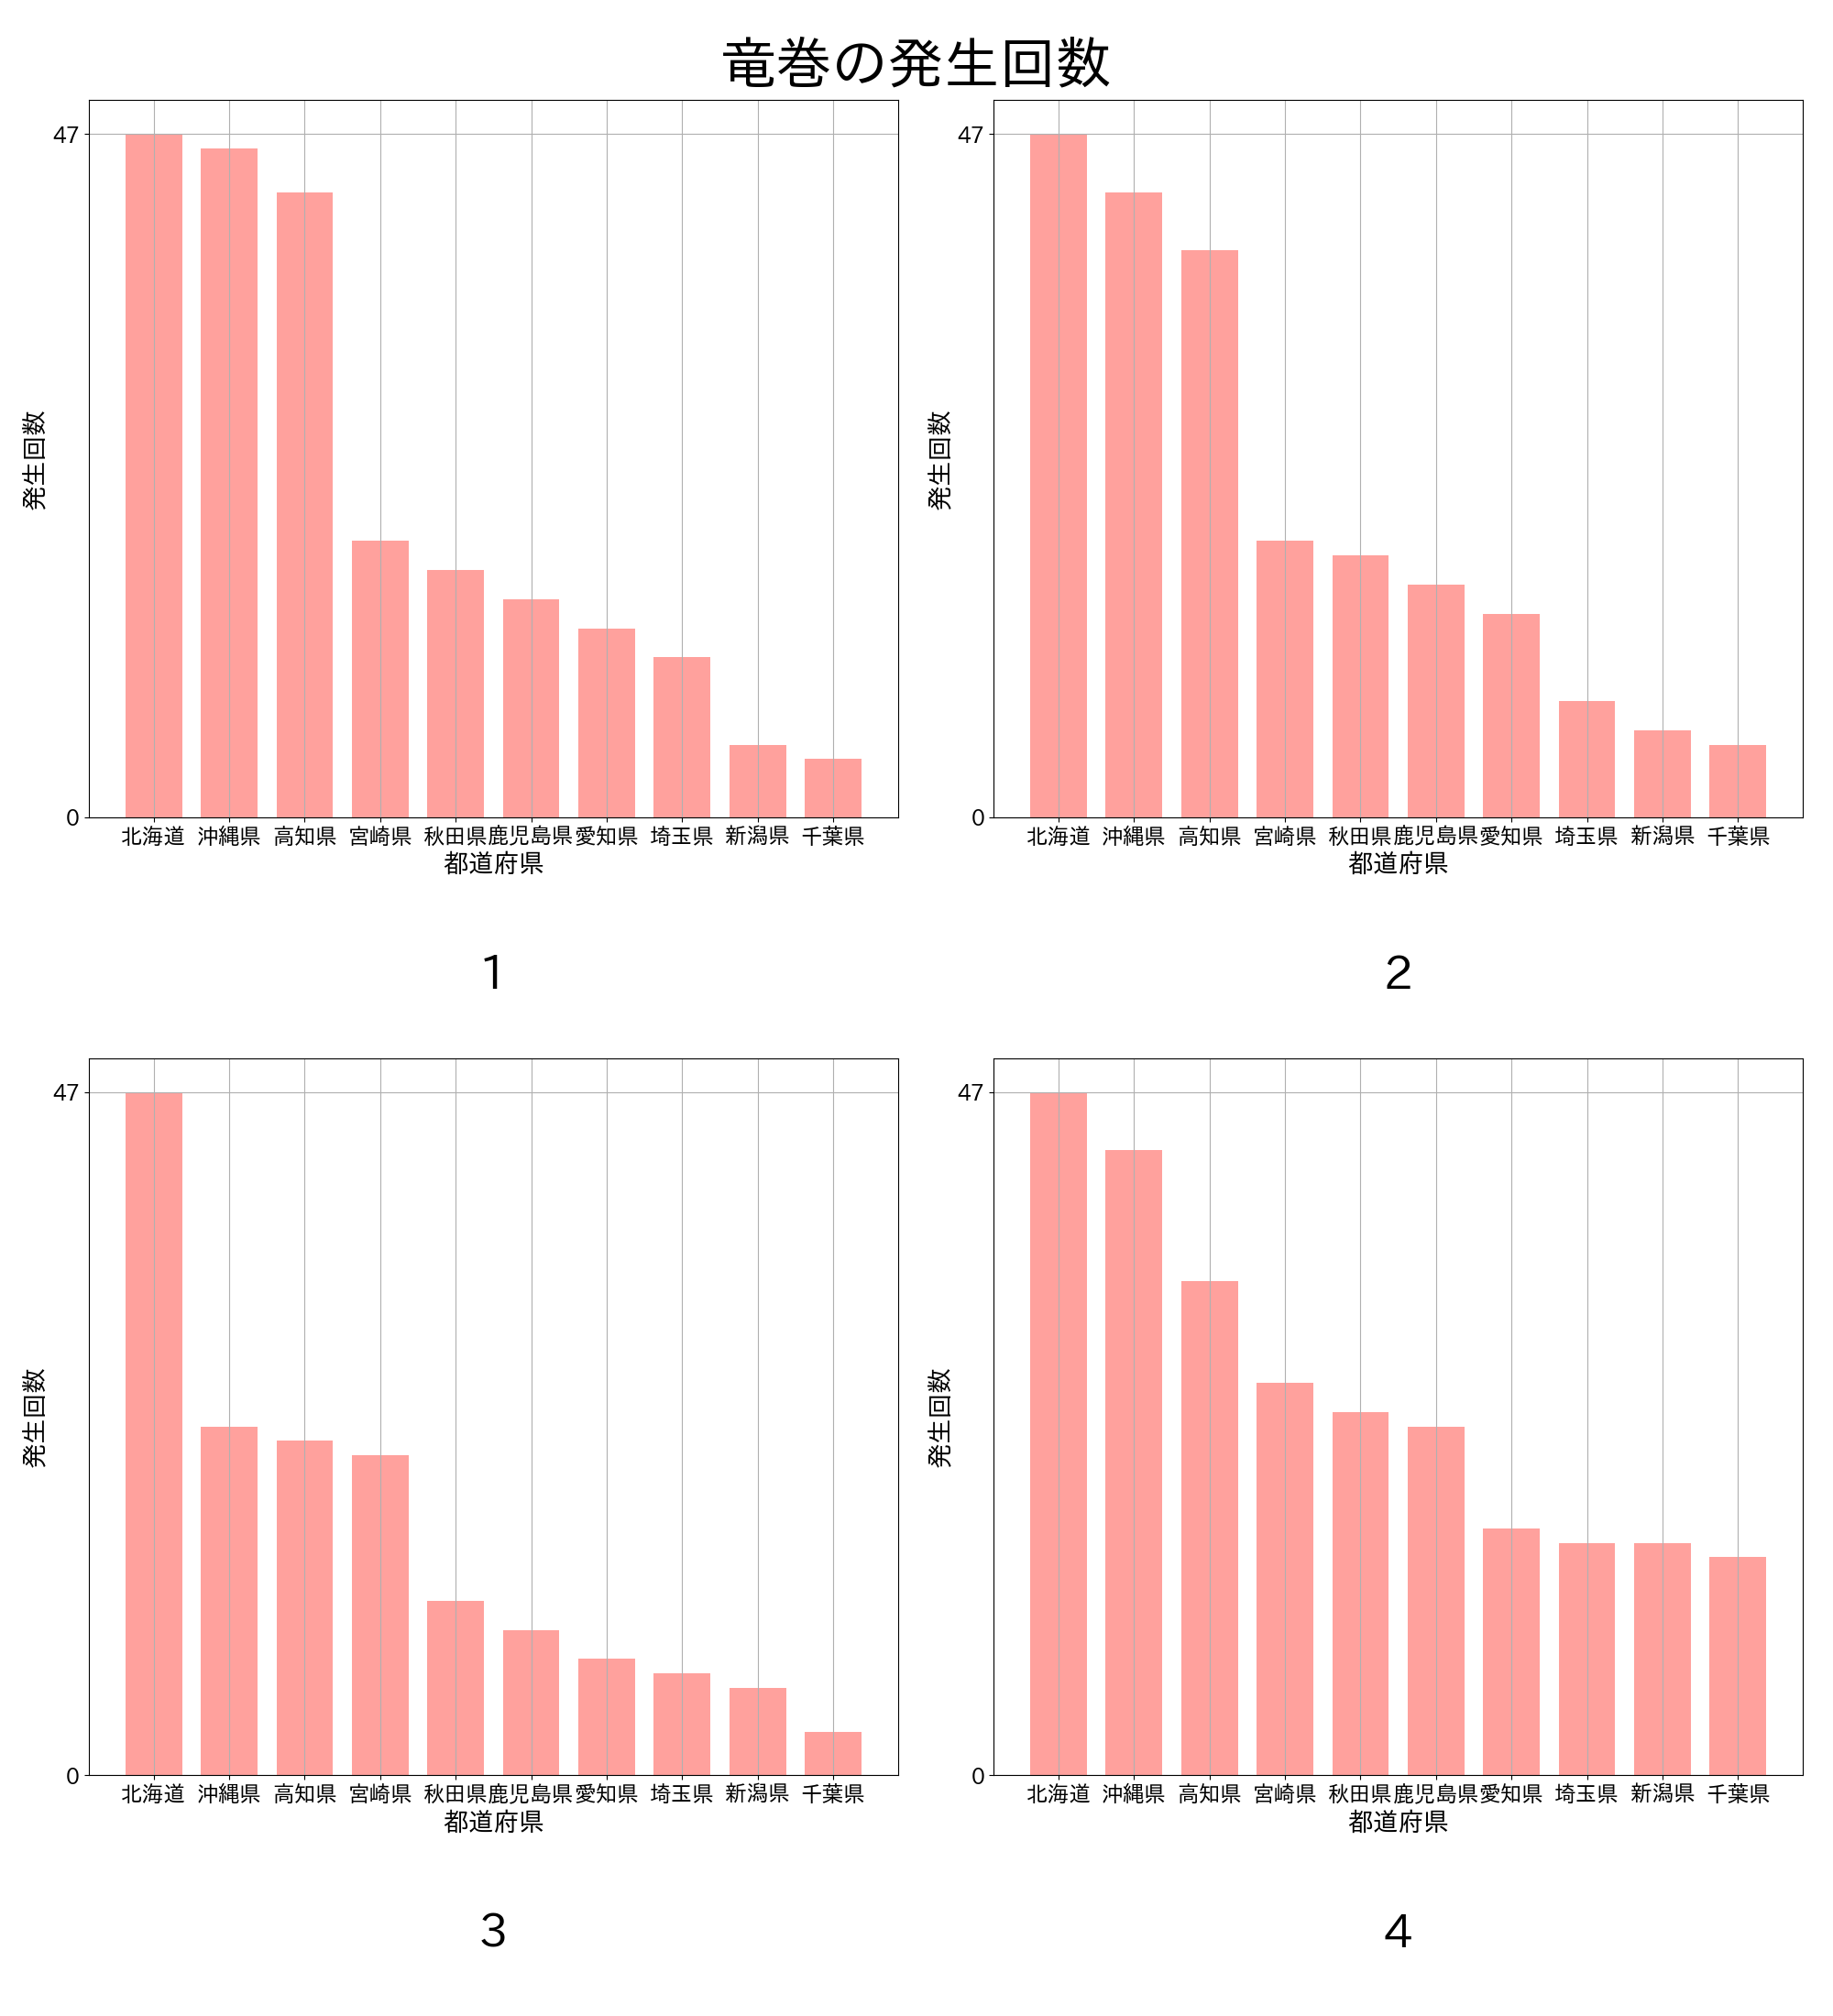 竜巻の発生回数
47
0
発生回数
北海道 沖縄県 高知県 宮崎県 秋田県 鹿児島県 愛知県 埼玉県 新潟県 千葉県
都道府県
1
47
0
発生回数
北海道 沖縄県 高知県 宮崎県 秋田県 鹿児島県 愛知県 埼玉県 新潟県 千葉県
都道府県
2
47
0
発生回数
北海道 沖縄県 高知県 宮崎県 秋田県 鹿児島県 愛知県 埼玉県 新潟県 千葉県
都道府県
3
47
0
発生回数
北海道 沖縄県 高知県 宮崎県 秋田県 鹿児島県 愛知県 埼玉県 新潟県 千葉県
都道府県
4